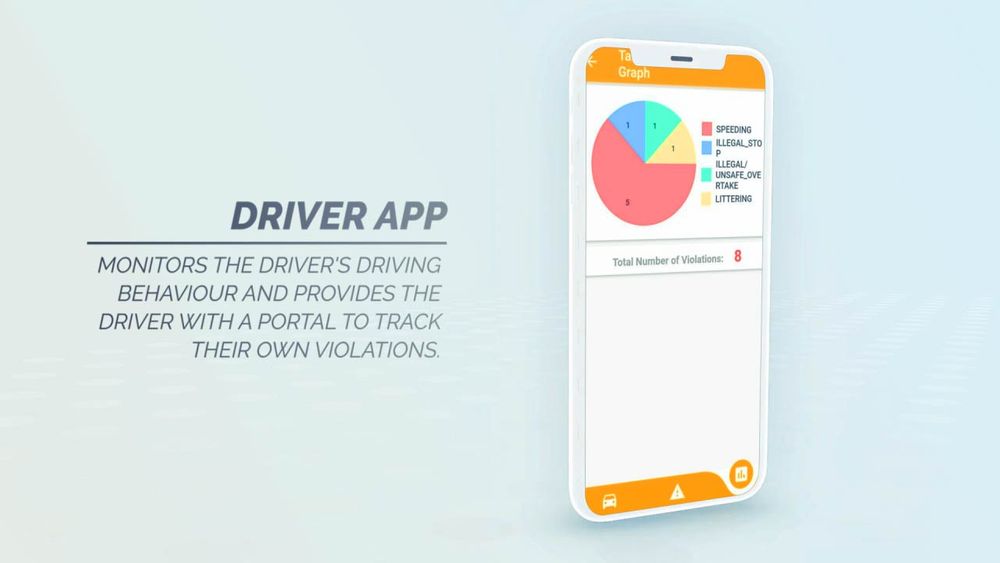 DRIVER APP
MONITORS THE DRIVER'S DRIVING
BEHAVIOUR AND PROVIDES THE
DRIVER WITH A PORTAL TO TRACK
THEIR OWN VIOLATIONS.
Ta
Graph
1
1
1
5
SPEEDING
ILLEGAL_STO
P
ILLEGAL/
UNSAFE_OVE
RTAKE
LITTERING
Total Number of Violations: 8